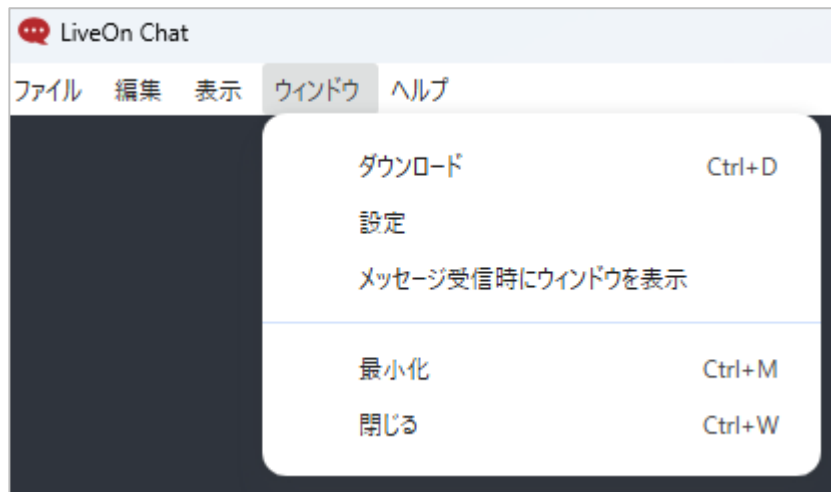 LiveOn Chat
ファイル 編集 表示 ウィンドウ ヘルプ
ダウンロード Ctrl+D
設定
メッセージ受信時にウィンドウを表示
最小化 Ctrl+M
閉じる Ctrl+W